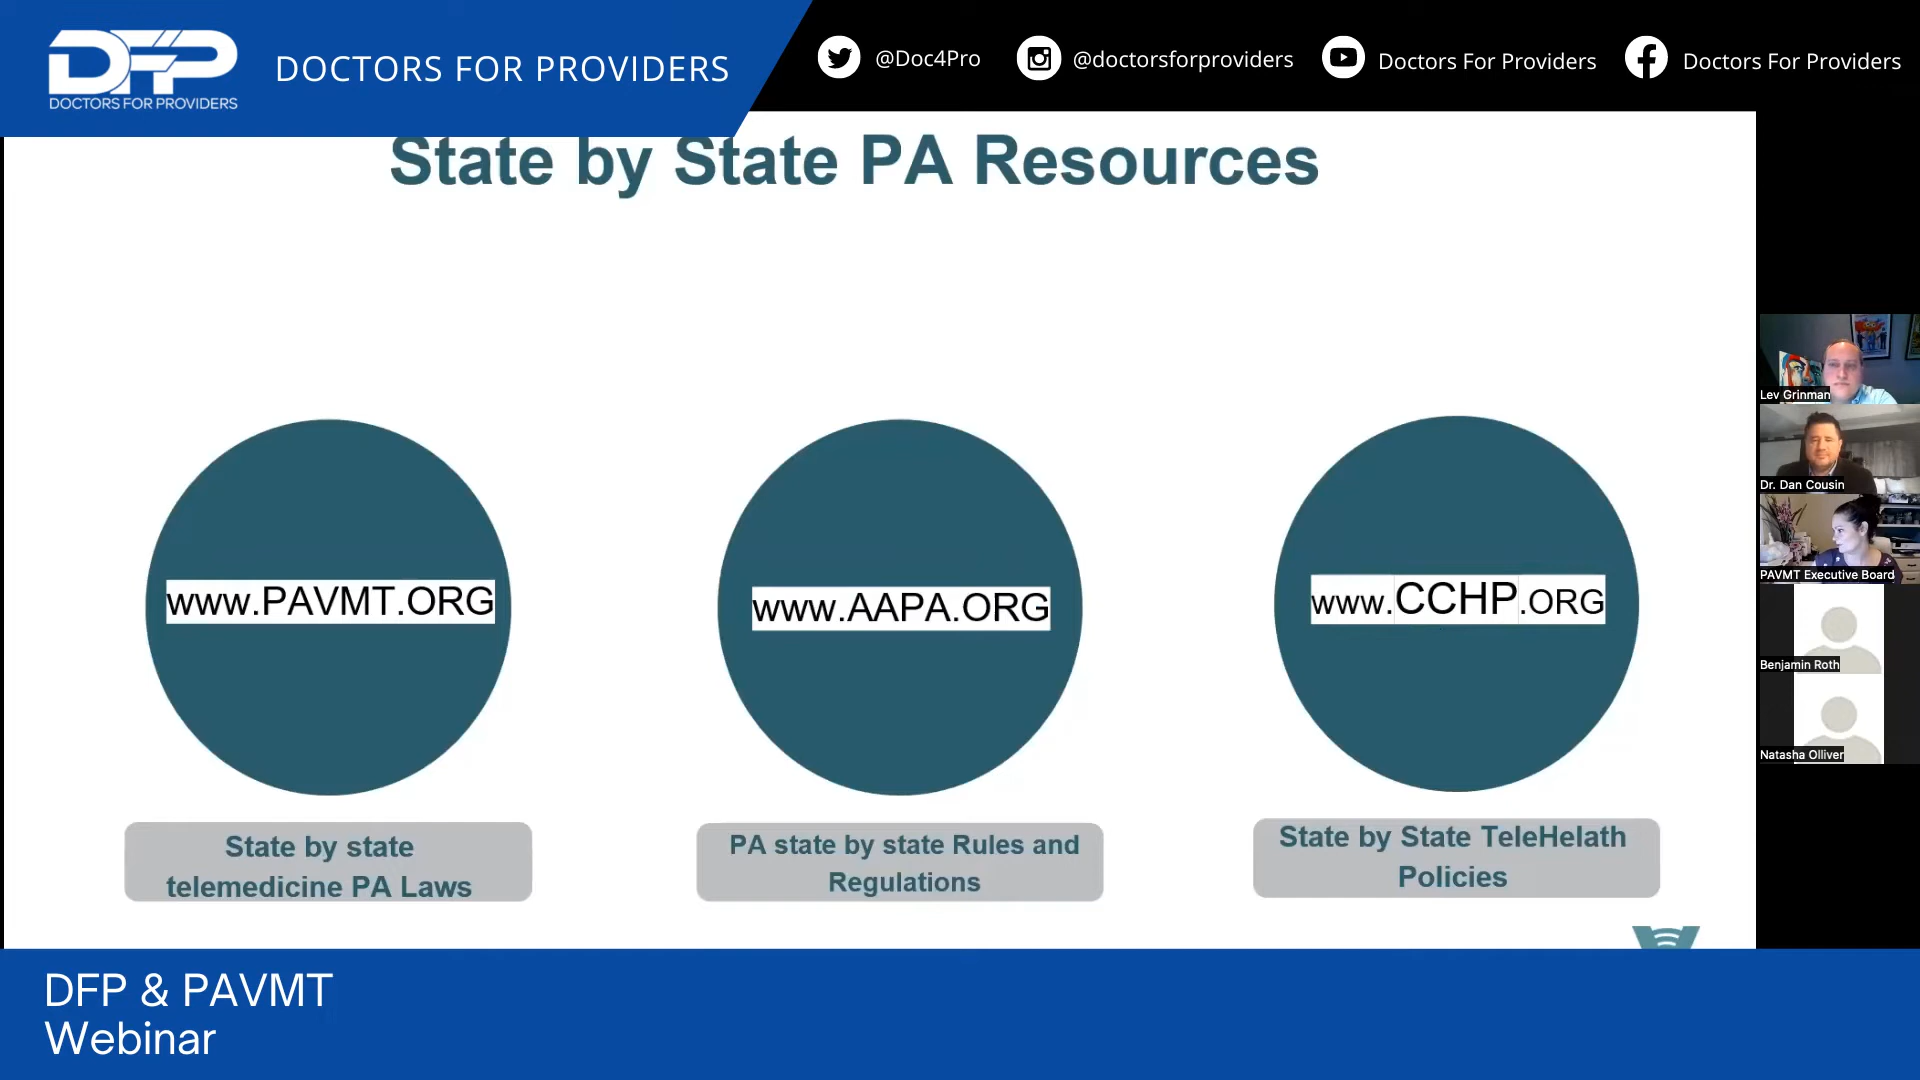 DFP
DOCTORS FOR PROVIDERS
DOCTORS FOR PROVIDERS
@Doc4Pro
@doctorsforproviders
Doctors For Providers
Doctors For Providers
State by State PA Resources
www.PAVMT.ORG
www.AAPA.ORG
www.CCHP.ORG
State by state
telemedicine PA Laws
PA state by state Rules and
Regulations
State by State TeleHelath
Policies
Lev Grinman
Dr. Dan Cousin
PAVMT Executive Board
Benjamin Roth
Natasha Olliver
DFP & PAVMT
Webinar